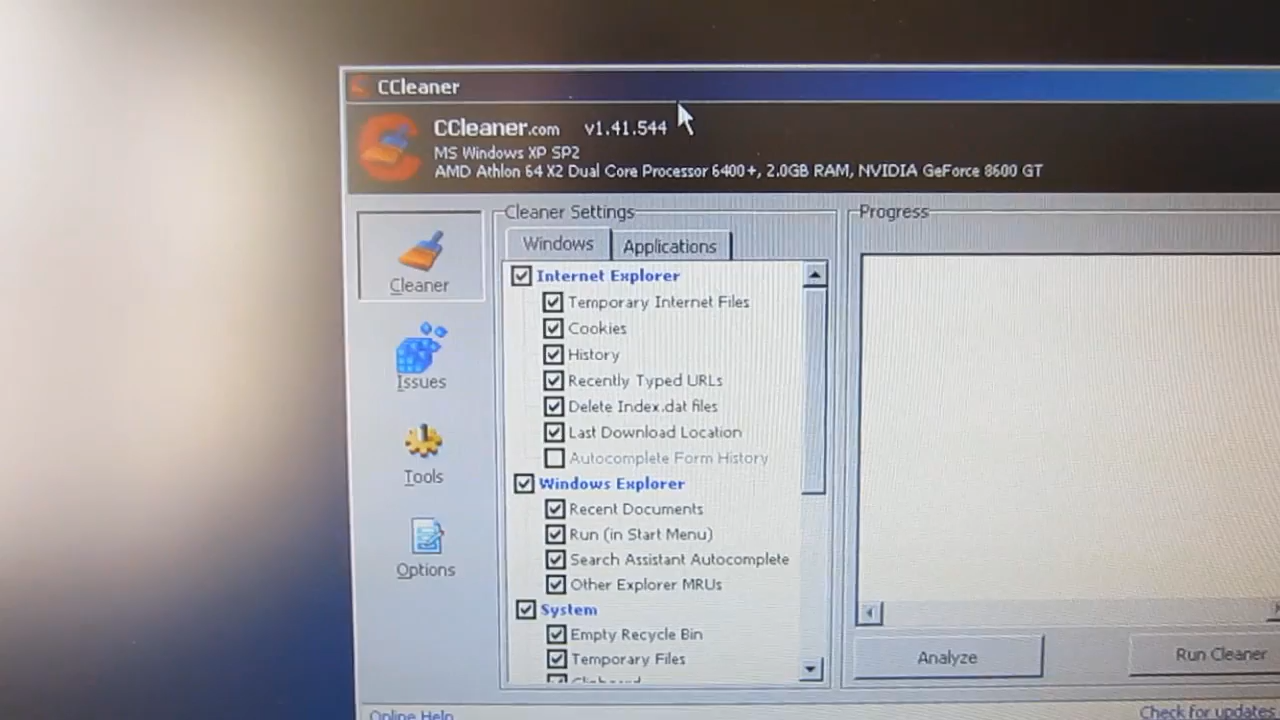 CCleaner
CCleaner.com v1.41.544
MS Windows XP SP2
AMD Athlon 64 X2 Dual Core Processor 6400+, 2.0GB RAM, NVIDIA GeForce 8600 GT
Cleaner
Issues
Tools
Options
Cleaner Settings
Windows Applications
Internet Explorer
Temporary Internet Files
Cookies
History
Recently Typed URLs
Delete Index.dat files
Last Download Location
Autocomplete Form History
Windows Explorer
Recent Documents
Run (in Start Menu)
Search Assistant Autocomplete
Other Explorer MRUs
System
Empty Recycle Bin
Temporary Files
Clipboard
Progress
Analyze
Run Cleaner
Online Help
Check for updates